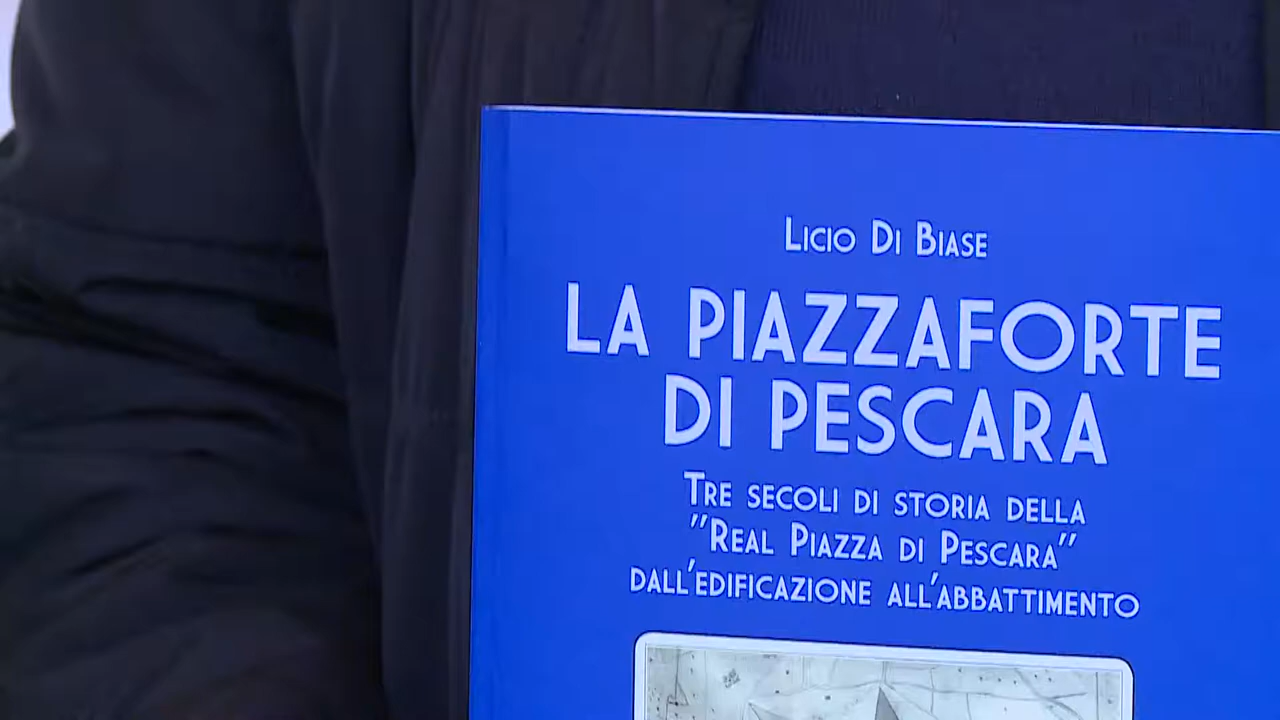 Licio Di Biase
LA PIAZZAFORTE
DI PESCARA
Tre secoli di storia della
"Real Piazza di Pescara"
dall'edificazione all'abbattimento